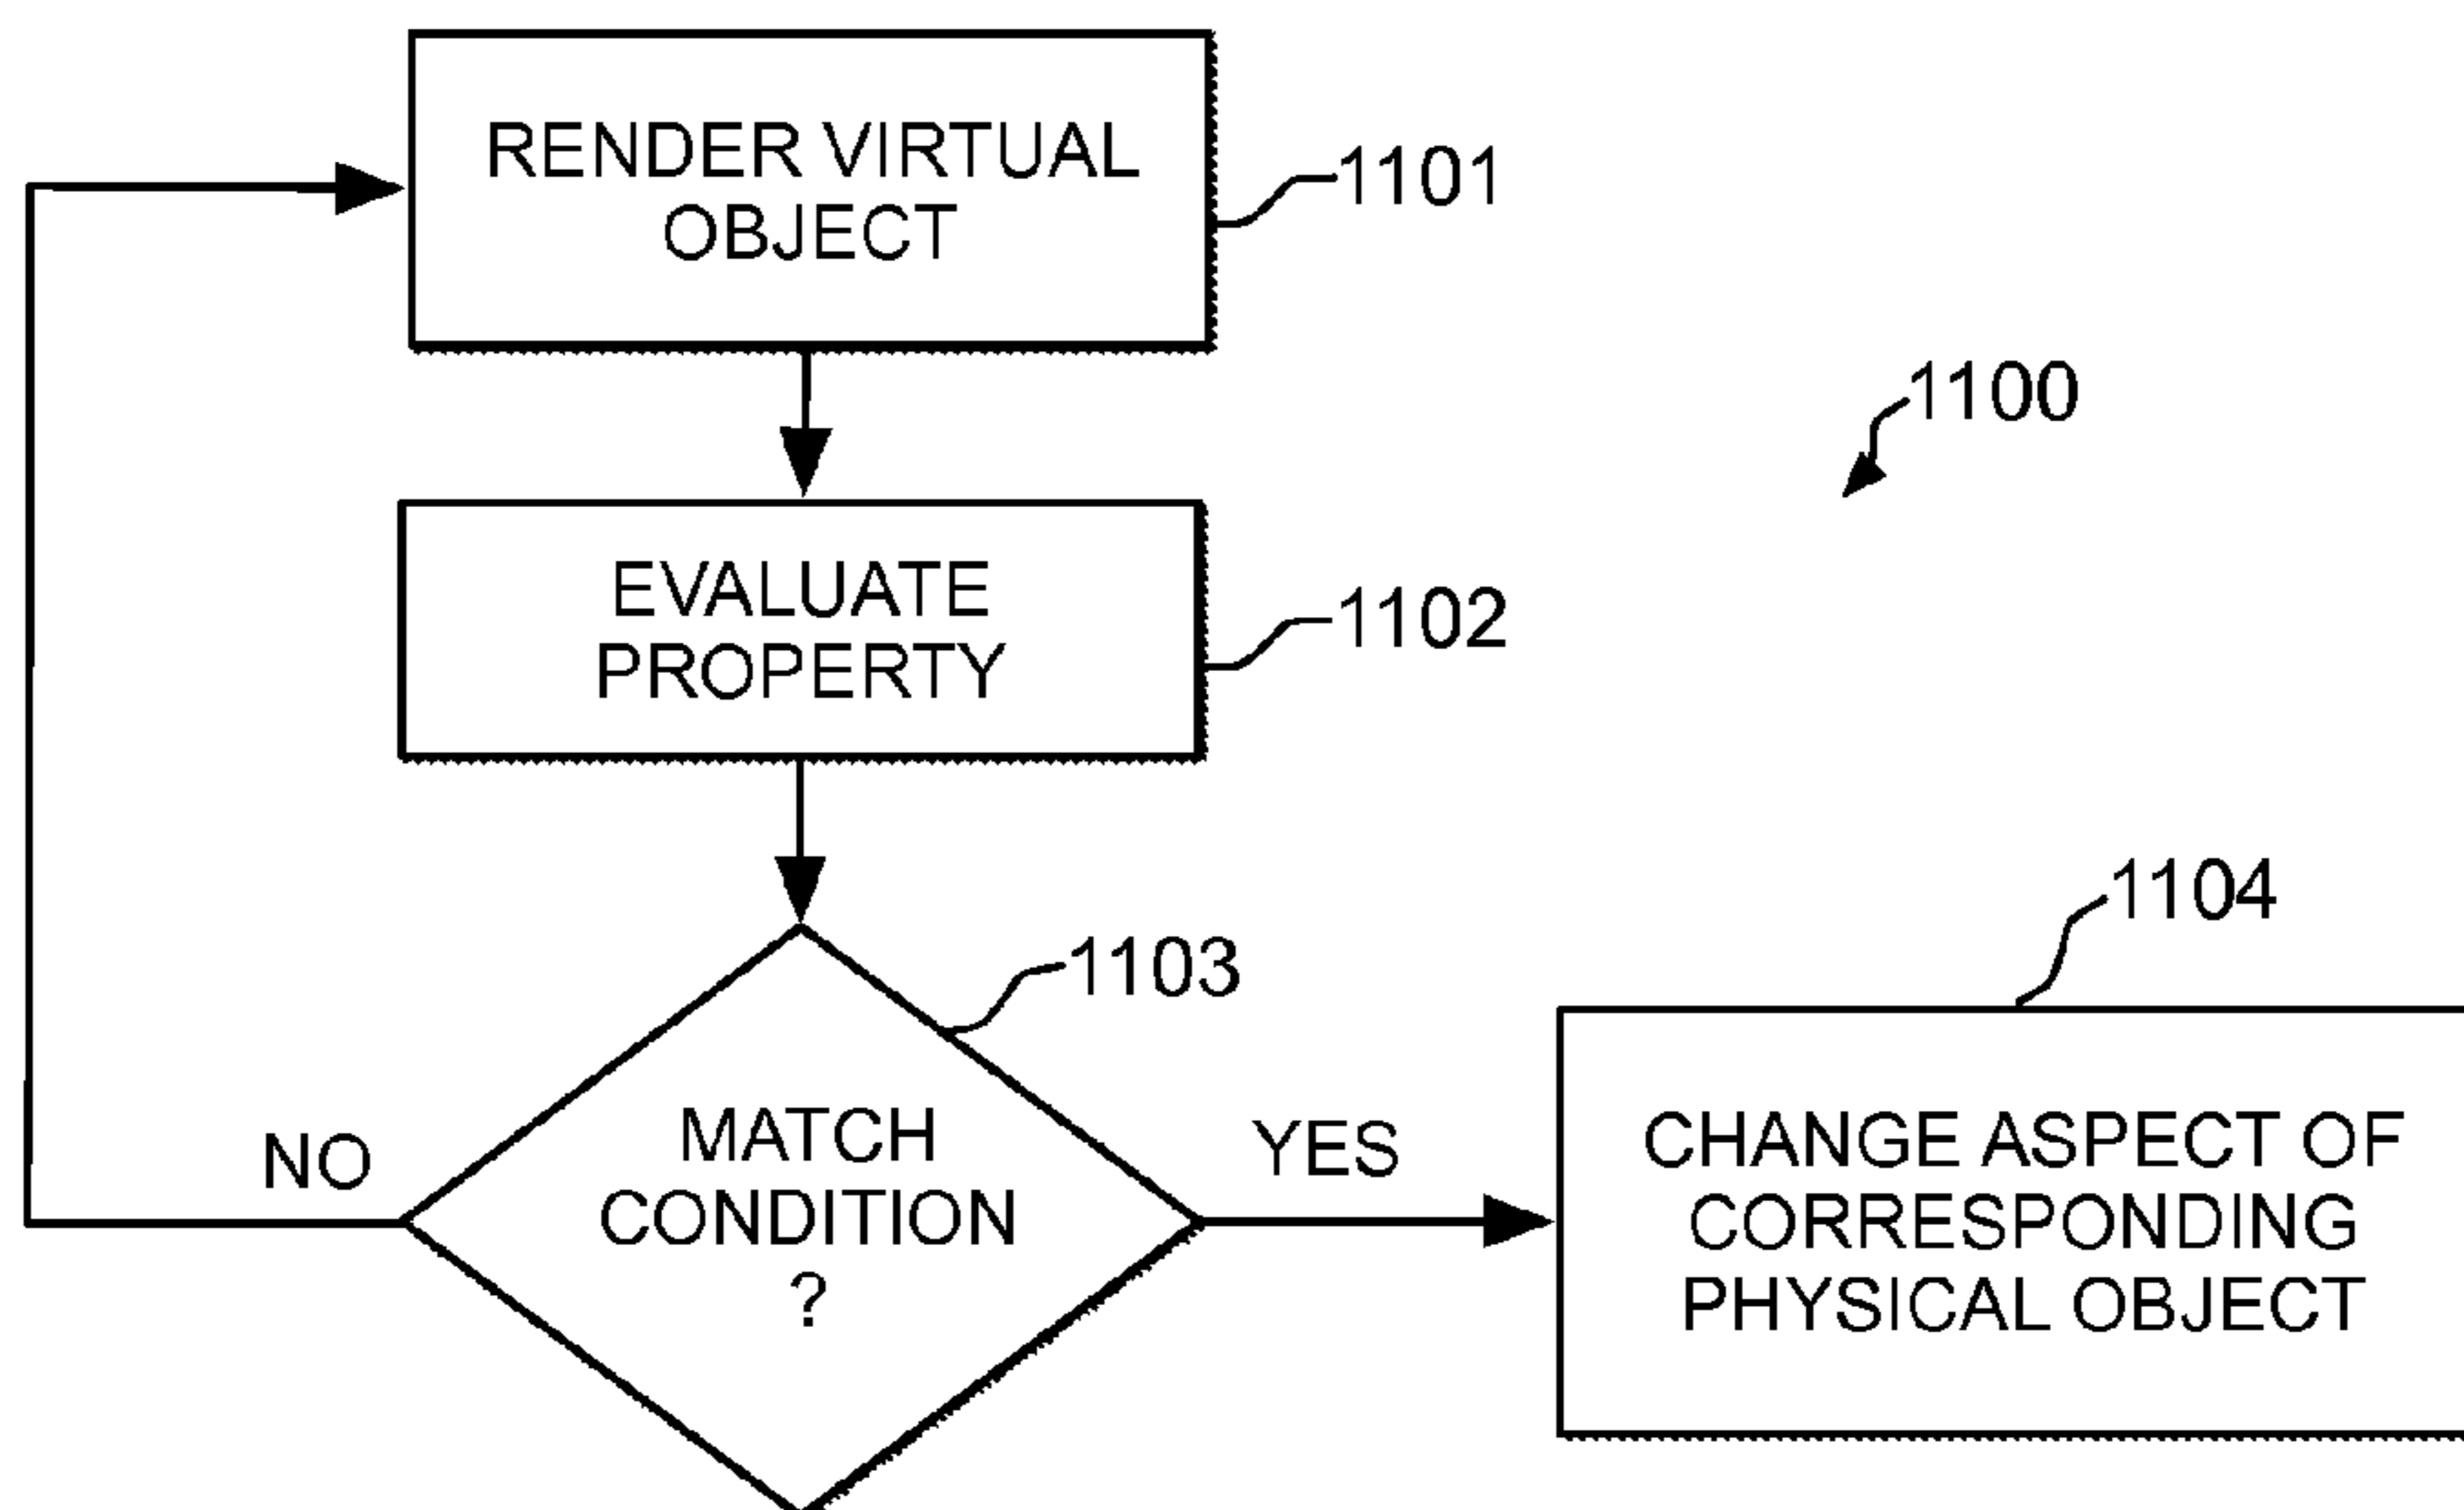 RENDER VIRTUAL
OBJECT
1101
1100
EVALUATE
PROPERTY
1102
1103
MATCH
CONDITION
?
NO
YES
1104
CHANGE ASPECT OF
CORRESPONDING
PHYSICAL OBJECT